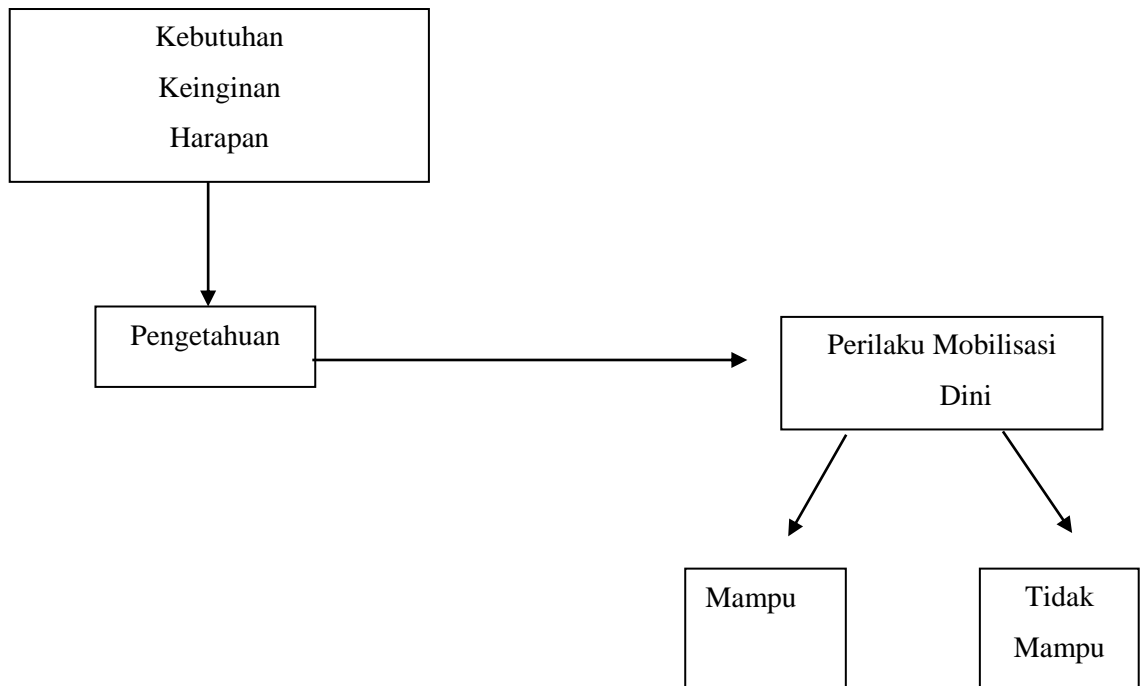 Kebutuhan
Keinginan
Harapan
Pengetahuan
Perilaku Mobilisasi
Dini
Mampu
Tidak
Mampu